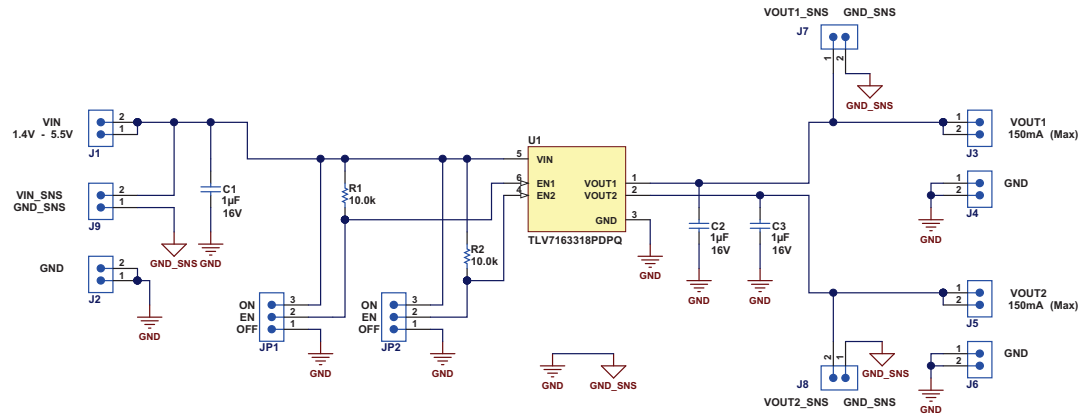 VOUT1_SNS GND_SNS
J7
1 2
GND_SNS
VIN
1.4V - 5.5V
2
1
J1
VIN_SNS
GND_SNS
2
1
J9
GND
2
1
J2
GND
GND_SNS
GND
C1
1µF
16V
R1
10.0k
R2
10.0k
ON
EN
OFF
3
2
1
JP1
GND
ON
EN
OFF
3
2
1
JP2
GND
U1
5 VIN
6 EN1
4 EN2
VOUT1 1
VOUT2 2
GND 3
TLV7163318PDPQ
GND
C2
1µF
16V
GND
C3
1µF
16V
GND
GND GND_SNS
1
2
VOUT1
150mA (Max)
J3
1
2
GND
J4
GND
1
2
VOUT2
150mA (Max)
J5
1
2
GND
J6
GND
2 1
GND_SNS
J8
VOUT2_SNS GND_SNS